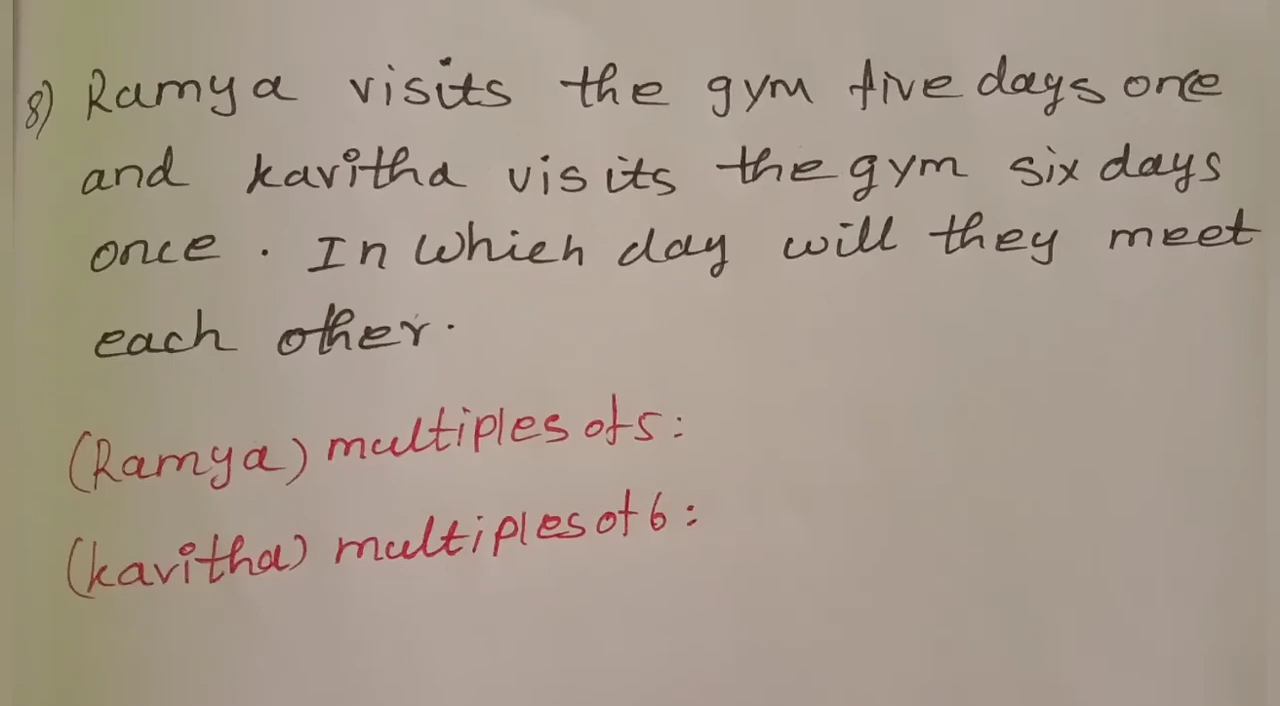 8) Ramya visits the gym five days once
and kavitha visits the gym six days
once. In which day will they meet
each other.
(Ramya) multiples of 5:
(kavitha) multiples of 6: